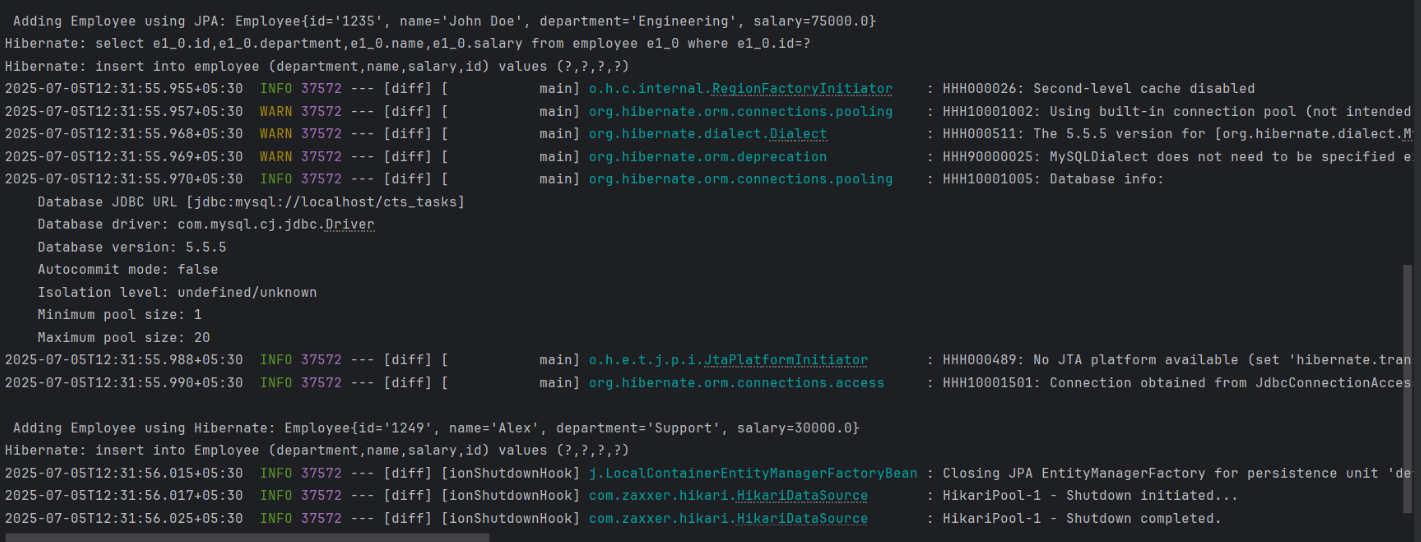 Adding Employee using JPA: Employee{id='1235', name='John Doe', department='Engineering', salary=75000.0}
Hibernate: select e1_0.id,e1_0.department,e1_0.name,e1_0.salary from employee e1_0 where e1_0.id=?
Hibernate: insert into employee (department,name,salary,id) values (?,?,?,?)
2025-07-05T12:31:55.955+05:30  INFO 37572 --- [diff] [           main] o.h.c.internal.RegionFactoryInitiator    : HHH000026: Second-level cache disabled
2025-07-05T12:31:55.957+05:30  WARN 37572 --- [diff] [           main] org.hibernate.orm.connections.pooling    : HHH10001002: Using built-in connection pool (not intended
2025-07-05T12:31:55.968+05:30  WARN 37572 --- [diff] [           main] org.hibernate.dialect.Dialect            : HHH000511: The 5.5.5 version for [org.hibernate.dialect.M
2025-07-05T12:31:55.969+05:30  WARN 37572 --- [diff] [           main] org.hibernate.orm.deprecation            : HHH90000025: MySQLDialect does not need to be specified e
2025-07-05T12:31:55.970+05:30  INFO 37572 --- [diff] [           main] org.hibernate.orm.connections.pooling    : HHH10001005: Database info:
Database JDBC URL [jdbc:mysql://localhost/cts_tasks]
Database driver: com.mysql.cj.jdbc.Driver
Database version: 5.5.5
Autocommit mode: false
Isolation level: undefined/unknown
Minimum pool size: 1
Maximum pool size: 20
2025-07-05T12:31:55.988+05:30  INFO 37572 --- [diff] [           main] o.h.e.t.j.p.i.JtaPlatformInitiator       : HHH000489: No JTA platform available (set 'hibernate.tran
2025-07-05T12:31:55.990+05:30  INFO 37572 --- [diff] [           main] org.hibernate.orm.connections.access     : HHH10001501: Connection obtained from JdbcConnectionAcces
Adding Employee using Hibernate: Employee{id='1249', name='Alex', department='Support', salary=30000.0}
Hibernate: insert into Employee (department,name,salary,id) values (?,?,?,?)
2025-07-05T12:31:56.015+05:30  INFO 37572 --- [diff] [ionShutdownHook] j.LocalContainerEntityManagerFactoryBean : Closing JPA EntityManagerFactory for persistence unit 'de
2025-07-05T12:31:56.017+05:30  INFO 37572 --- [diff] [ionShutdownHook] com.zaxxer.hikari.HikariDataSource       : HikariPool-1 - Shutdown initiated...
2025-07-05T12:31:56.025+05:30  INFO 37572 --- [diff] [ionShutdownHook] com.zaxxer.hikari.HikariDataSource       : HikariPool-1 - Shutdown completed.